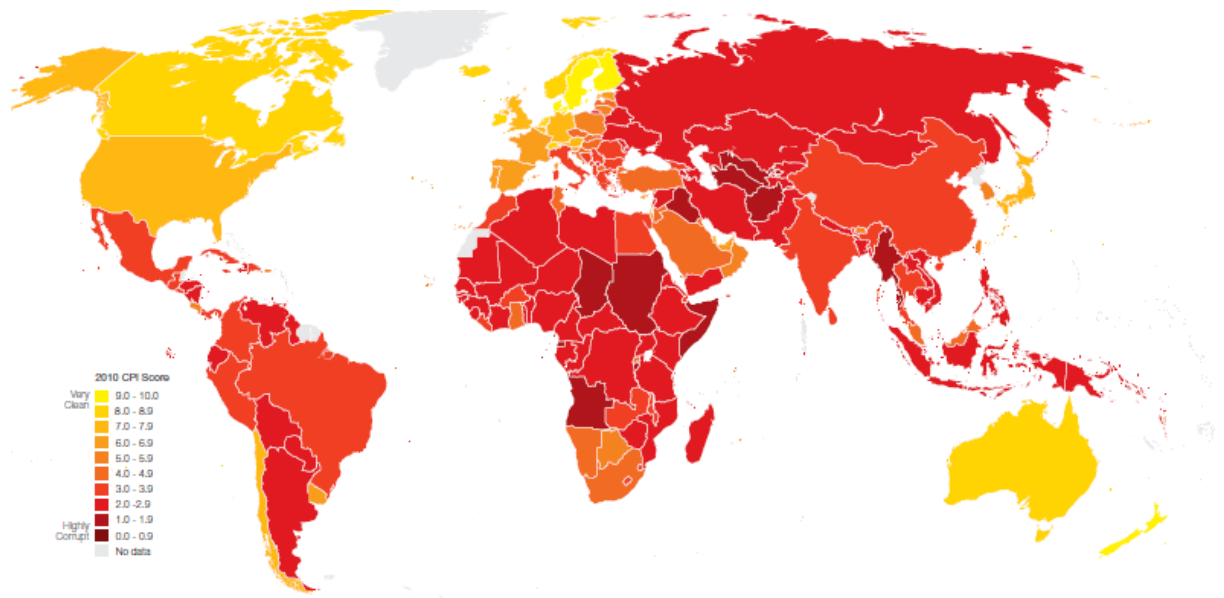 2010 CPI Score
Very
Clean
9.0 - 10.0
8.0 - 8.9
7.0 - 7.9
6.0 - 6.9
5.0 - 5.9
4.0 - 4.9
3.0 - 3.9
2.0 -2.9
1.0 - 1.9
Highly
Corrupt
0.0 - 0.9
No data